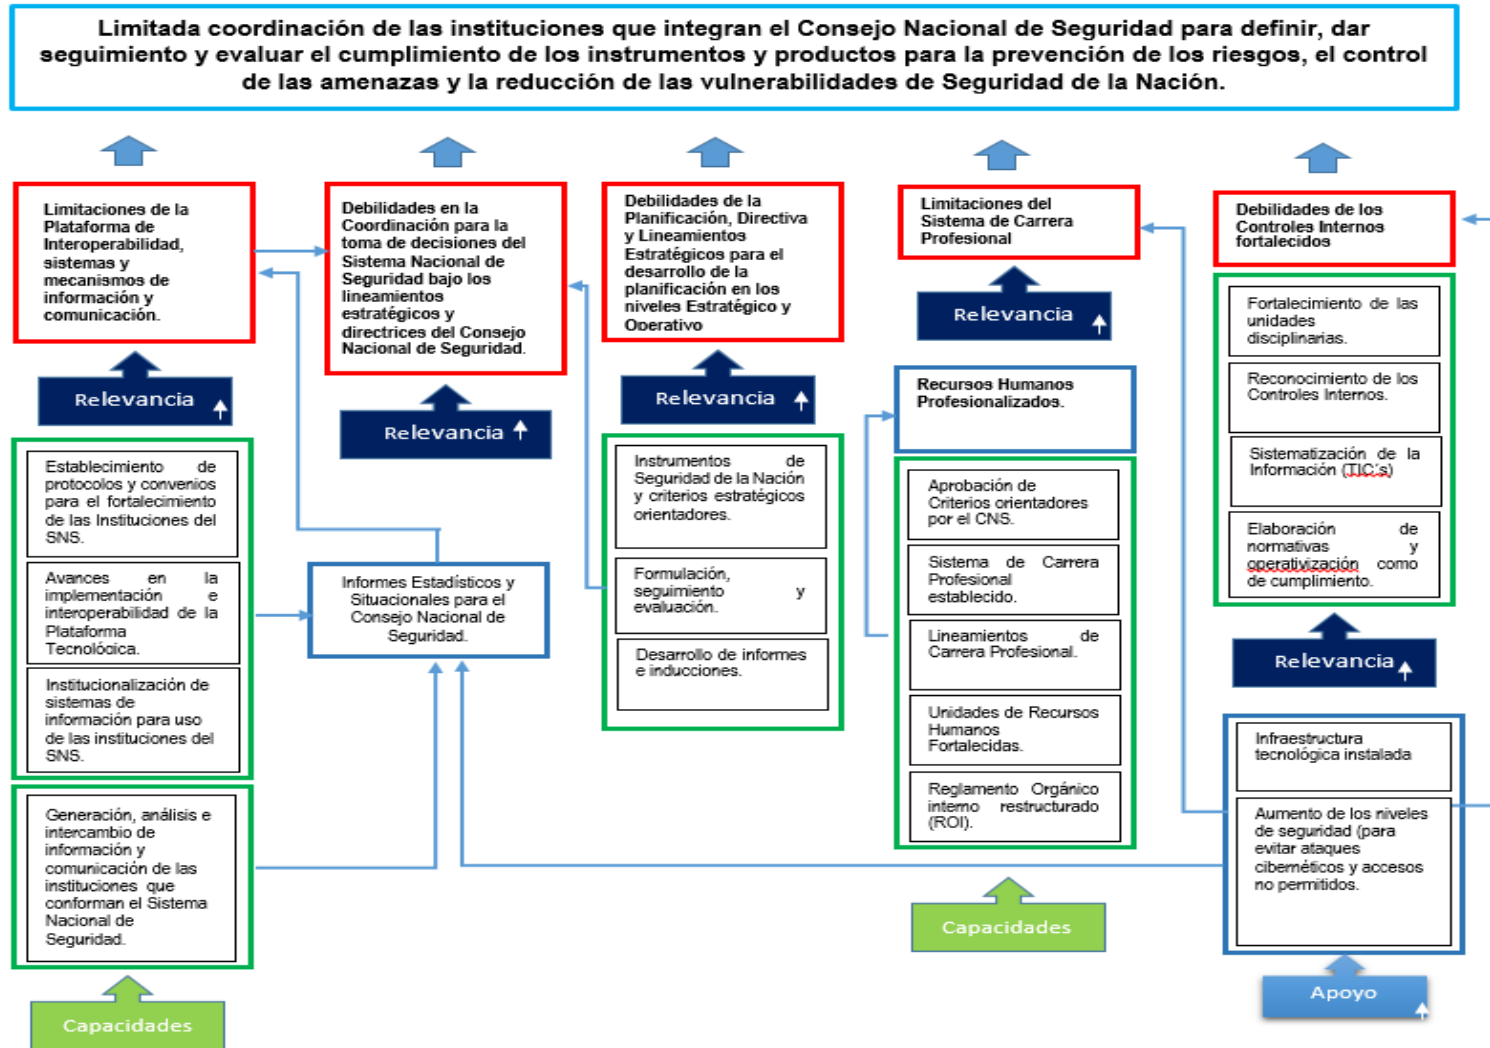 Limitada coordinación de las instituciones que integran el Consejo Nacional de Seguridad para definir, dar
seguimiento y evaluar el cumplimiento de los instrumentos y productos para la prevención de los riesgos, el control
de las amenazas y la reducción de las vulnerabilidades de Seguridad de la Nación.
Limitaciones de la
Plataforma de
Interoperabilidad,
sistemas y
mecanismos de
información y
comunicación.
Relevancia
Establecimiento de
protocolos y convenios
para el fortalecimiento
de las Instituciones del
SNS.
Avances en la
implementación e
interoperabilidad de la
Plataforma
Tecnológica.
Institucionalización de
sistemas de
información para uso
de las instituciones del
SNS.
Generación, análisis e
intercambio de
información y
comunicación de las
instituciones que
conforman el Sistema
Nacional de
Seguridad.
Capacidades
Debilidades en la
Coordinación para la
toma de decisiones del
Sistema Nacional de
Seguridad bajo los
lineamientos
estratégicos y
directrices del Consejo
Nacional de Seguridad.
Relevancia
Informes Estadísticos y
Situacionales para el
Consejo Nacional de
Seguridad.
Debilidades de la
Planificación, Directiva
y Lineamientos
Estratégicos para el
desarrollo de la
planificación en los
niveles Estratégico y
Operativo
Relevancia
Instrumentos de
Seguridad de la Nación
y criterios estratégicos
orientadores.
Formulación,
seguimiento y
evaluación.
Desarrollo de informes
e inducciones.
Limitaciones del
Sistema de Carrera
Profesional
Relevancia
Recursos Humanos
Profesionalizados.
Aprobación de
Criterios orientadores
por el CNS.
Sistema de Carrera
Profesional
establecido.
Lineamientos de
Carrera Profesional.
Unidades de Recursos
Humanos
Fortalecidas.
Reglamento Orgánico
interno restructurado
(ROI).
Capacidades
Debilidades de los
Controles Internos
fortalecidos
Fortalecimiento de las
unidades
disciplinarias.
Reconocimiento de los
Controles Internos.
Sistematización de la
Información (TIC´s)
Elaboración de
normativas y
operativización como
de cumplimiento.
Relevancia
Infraestructura
tecnológica instalada
Aumento de los niveles
de seguridad (para
evitar ataques
cibernéticos y accesos
no permitidos.
Apoyo